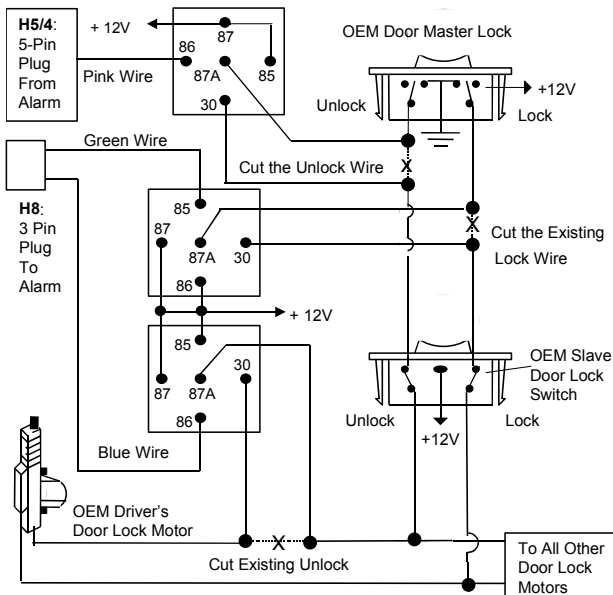 H5/4:
5-Pin
Plug
From
Alarm
+ 12V
87
86
87A
85
30
Pink Wire
OEM Door Master Lock
+12V
Unlock
Lock
Green Wire
Cut the Unlock Wire
X
H8:
3 Pin
Plug
To
Alarm
85
87
87A
30
86
X
Cut the Existing
Lock Wire
+ 12V
85
30
87
87A
86
Blue Wire
OEM Slave
Door Lock
Switch
Unlock
Lock
+12V
OEM Driver's
Door Lock Motor
X
Cut Existing Unlock
To All Other
Door Lock
Motors